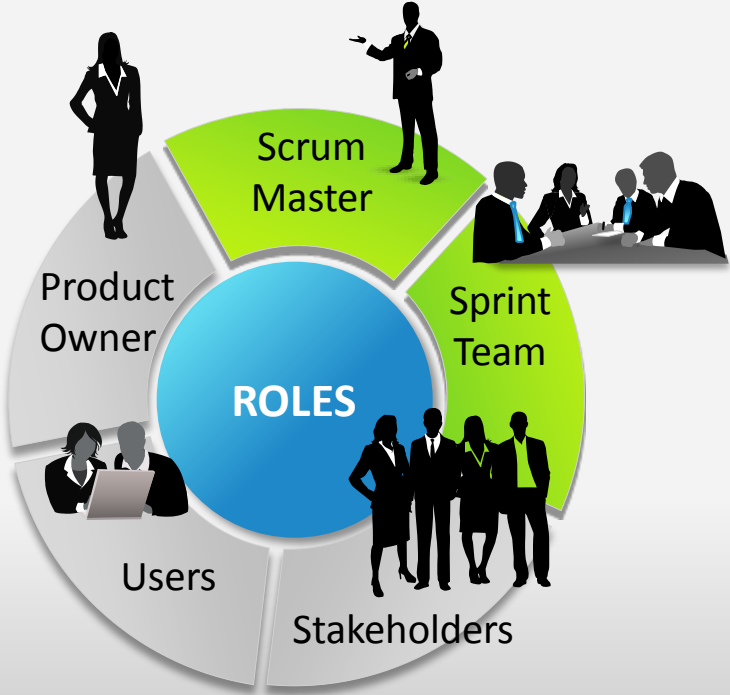 Scrum
Master
Product
Owner
Sprint
Team
ROLES
Users
Stakeholders